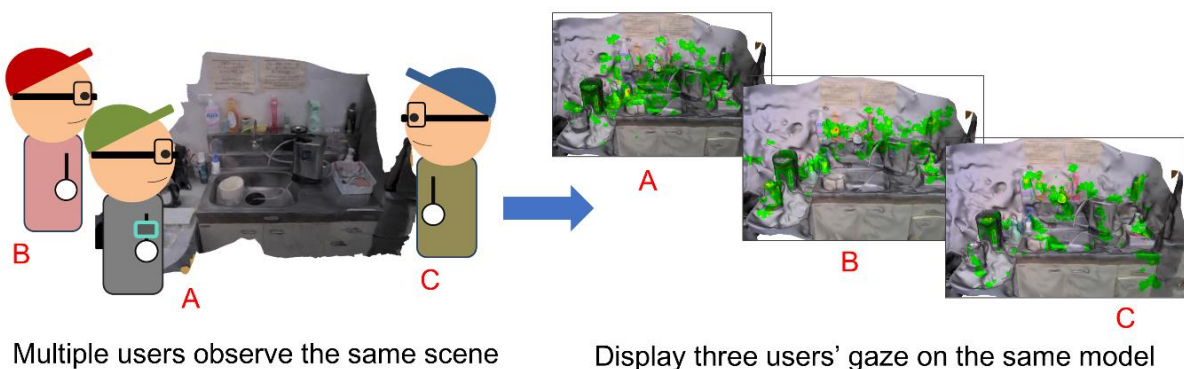 B
A
C
A
B
C
Multiple users observe the same scene
Display three users’ gaze on the same model